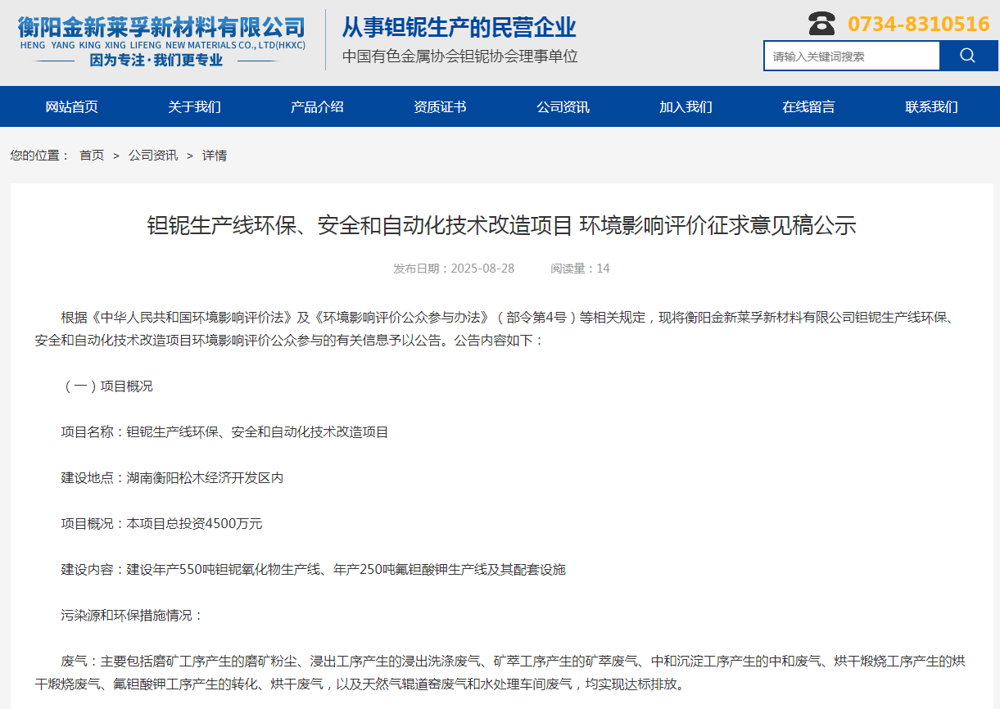 衡阳金新莱孚新材料有限公司
HENG YANG KING XING LIFENG NEW MATERIALS CO., LTD(HKXC)
因为专注·我们更专业
从事钽铌生产的民营企业
中国有色金属协会钽铌协会理事单位
0734-8310516
请输入关键词搜索
网站首页 关于我们 产品介绍 资质证书 公司资讯 加入我们 在线留言 联系我们
您的位置： 首页 > 公司资讯 > 详情
钽铌生产线环保、安全和自动化技术改造项目 环境影响评价征求意见稿公示
发布日期：2025-08-28 阅读量：14
根据《中华人民共和国环境影响评价法》及《环境影响评价公众参与办法》（部令第4号）等相关规定，现将衡阳金新莱孚新材料有限公司钽铌生产线环保、
安全和自动化技术改造项目环境影响评价公众参与的有关信息予以公告。公告内容如下：
（一）项目概况
项目名称：钽铌生产线环保、安全和自动化技术改造项目
建设地点：湖南衡阳松木经济开发区内
项目概况：本项目总投资4500万元
建设内容：建设年产550吨钽铌氧化物生产线、年产250吨氟钽酸钾生产线及其配套设施
污染源和环保措施情况：
废气：主要包括磨矿工序产生的磨矿粉尘、浸出工序产生的浸出洗涤废气、矿萃工序产生的矿萃废气、中和沉淀工序产生的中和废气、烘干煅烧工序产生的烘
干煅烧废气、氟钽酸钾工序产生的转化、烘干废气，以及天然气辊道窑废气和水处理车间废气，均实现达标排放。